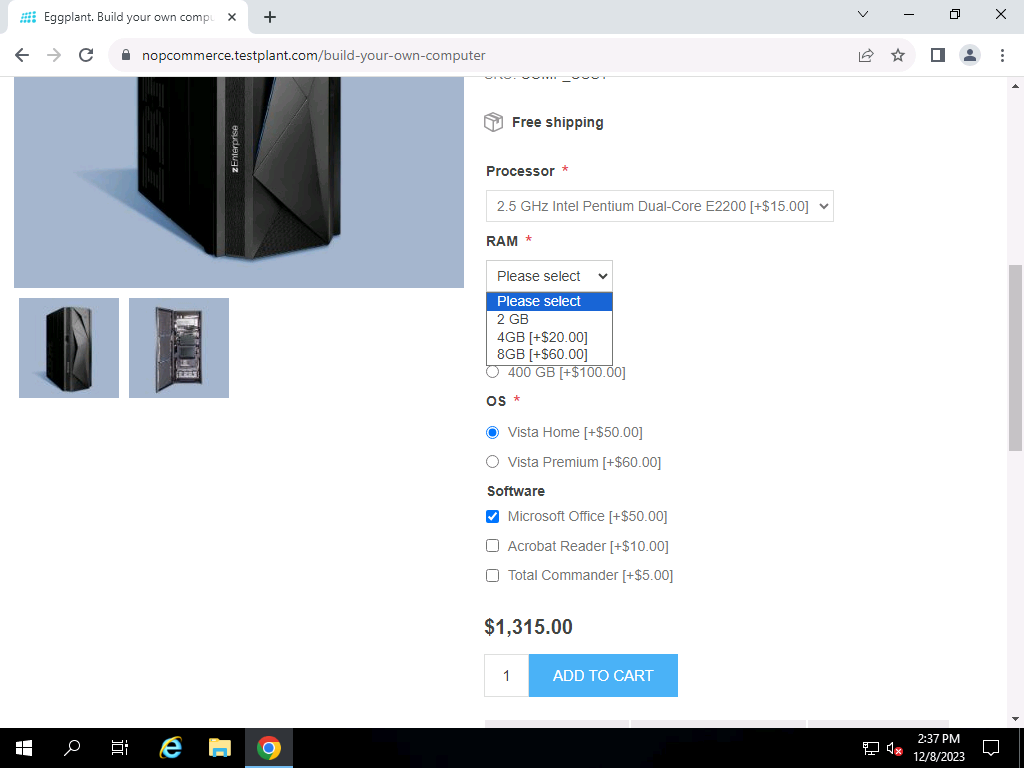 Eggplant. Build your own compu
nopcommerce.testplant.com/build-your-own-computer
zEnterprise
Free shipping
Processor *
2.5 GHz Intel Pentium Dual-Core E2200 [+$15.00]
RAM *
Please select
Please select
2 GB
4GB [+$20.00]
8GB [+$60.00]
400 GB [+$100.00]
OS *
Vista Home [+$50.00]
Vista Premium [+$60.00]
Software
Microsoft Office [+$50.00]
Acrobat Reader [+$10.00]
Total Commander [+$5.00]
$1,315.00
1
ADD TO CART
2:37 PM
12/8/2023